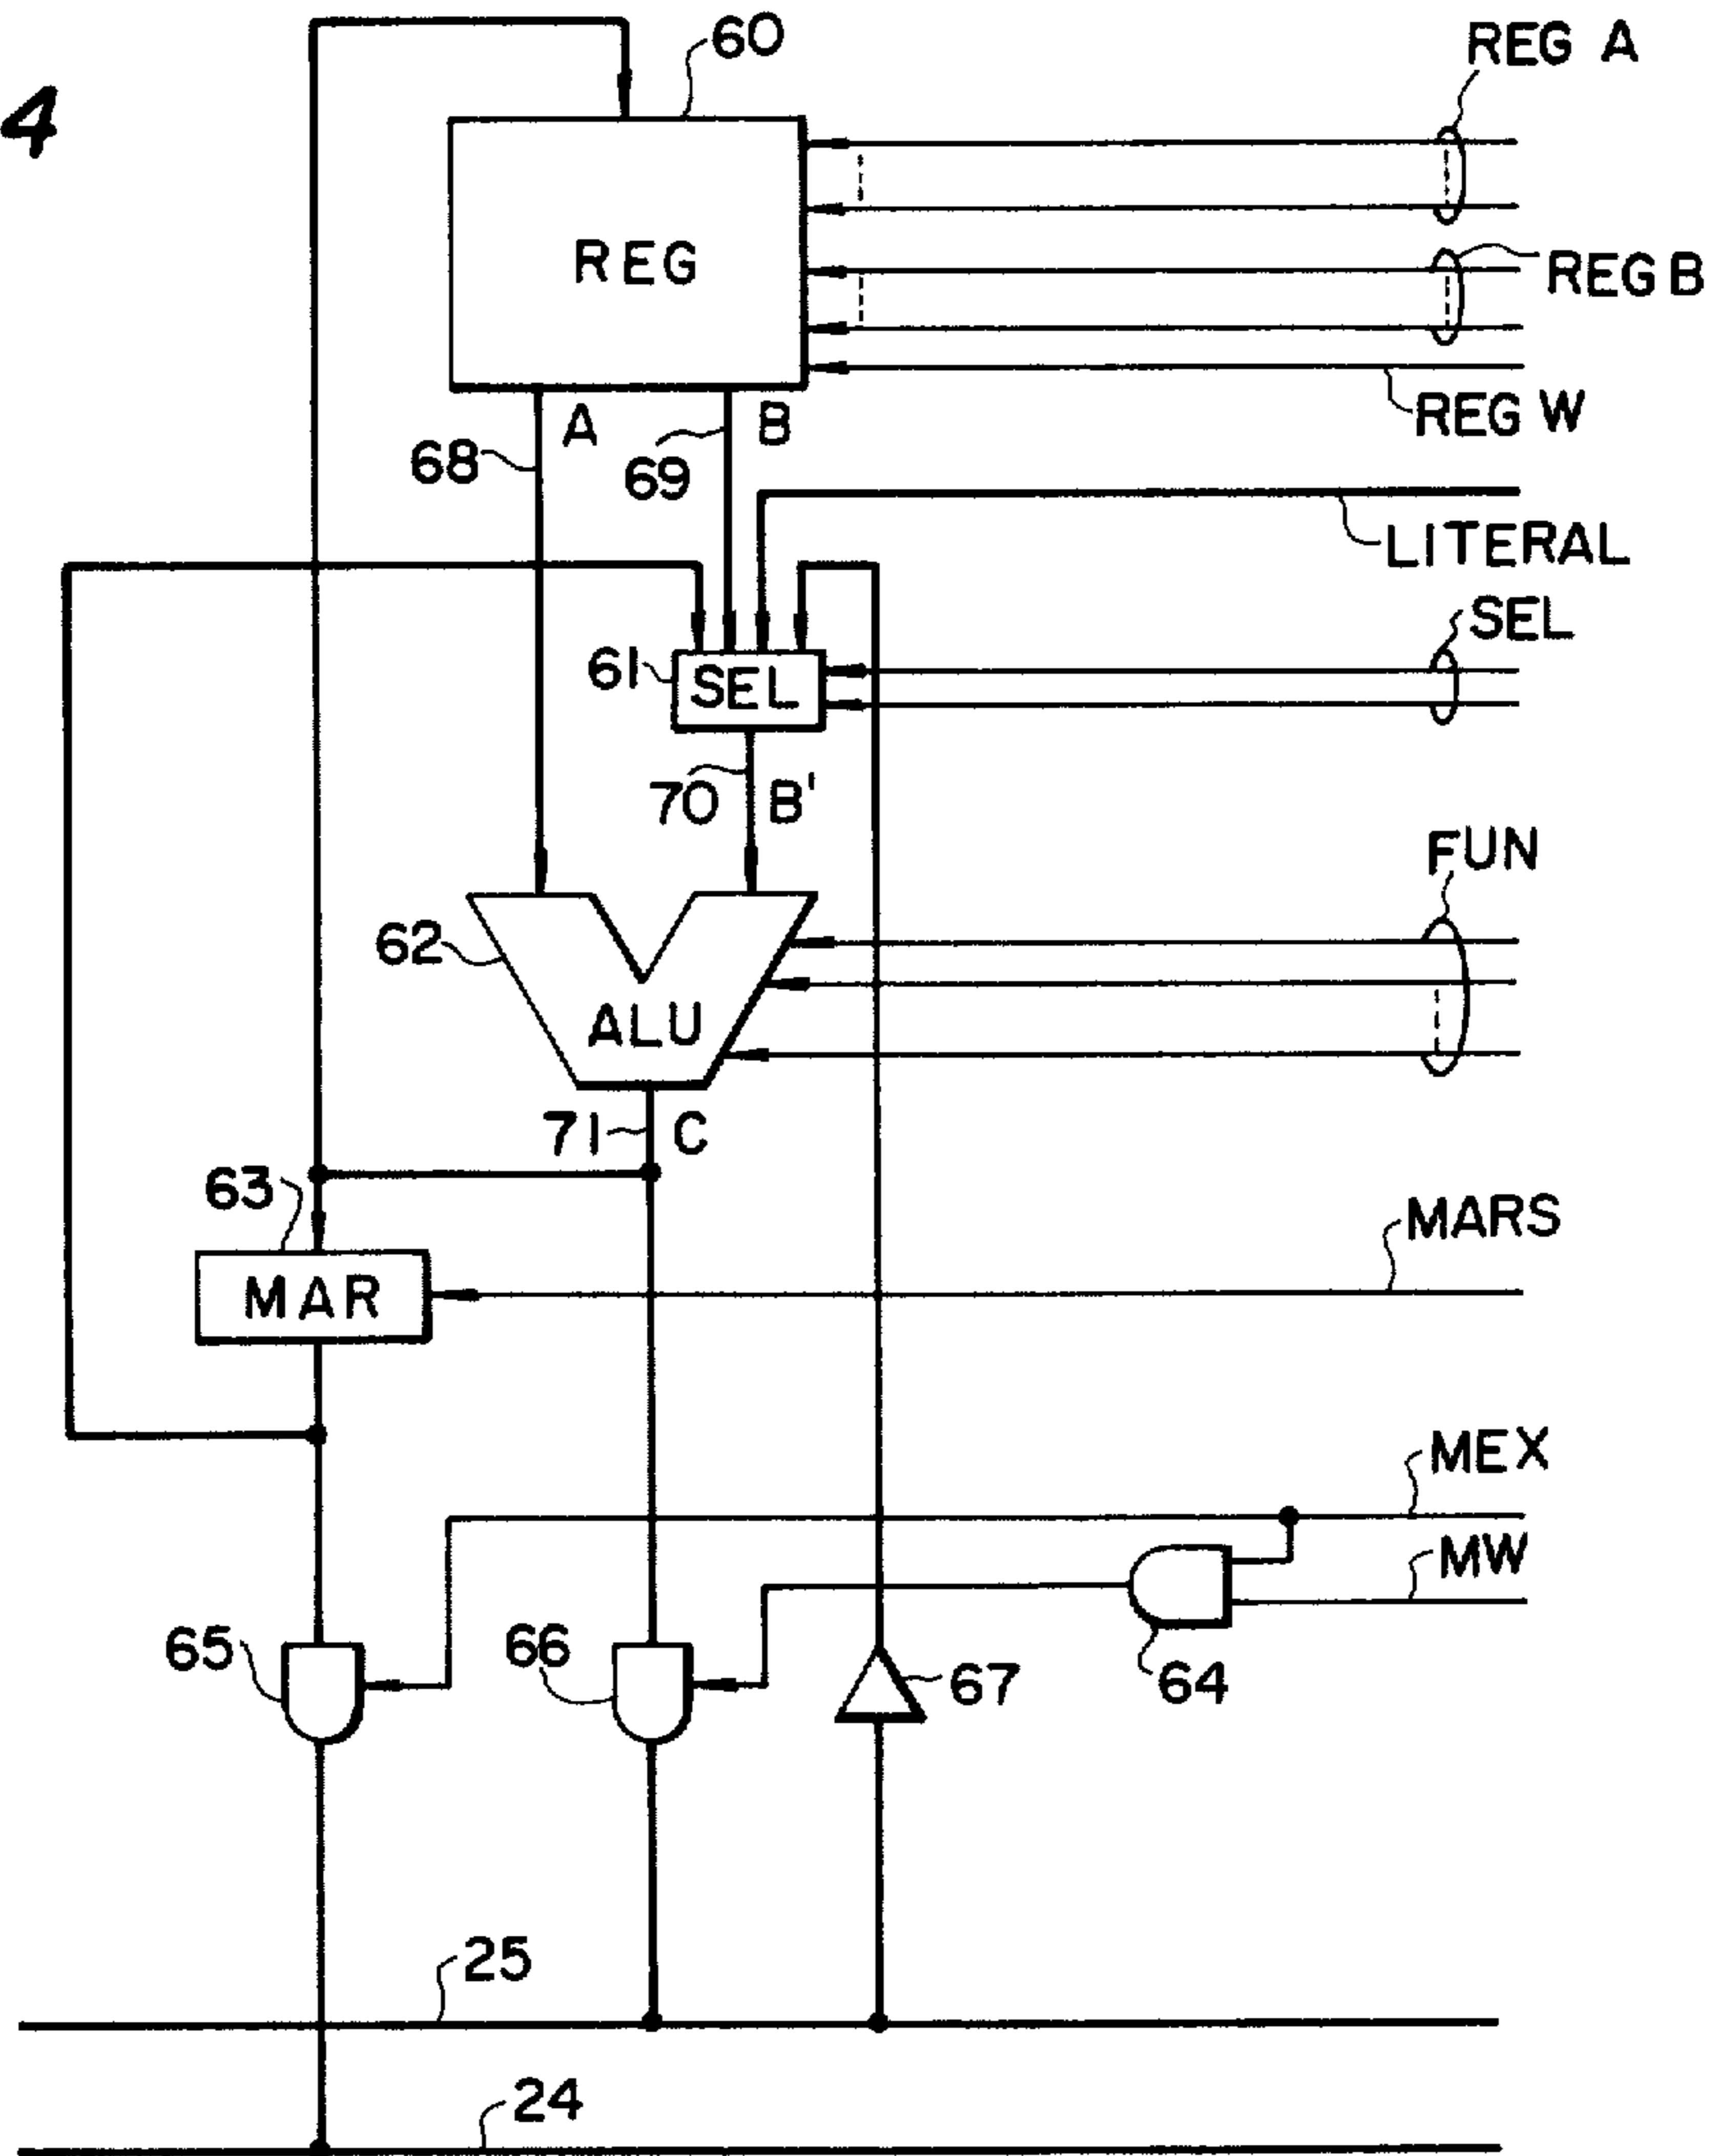 4
60
REG A
REG
REG B
REG W
A
B
68
69
LITERAL
SEL
61
SEL
70
B'
FUN
62
ALU
71
C
63
MARS
MAR
MEX
MW
65
66
67
64
25
24